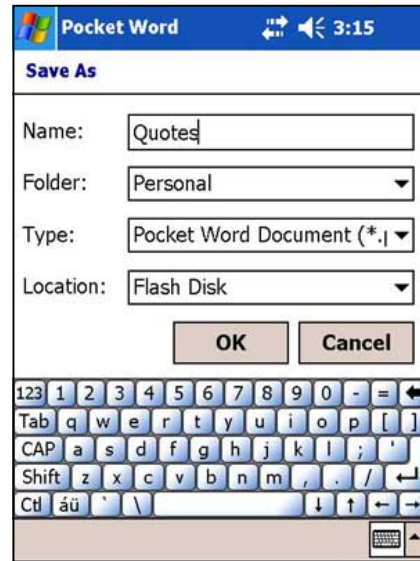 Pocket Word 3:15
Save As
Name: Quotes
Folder: Personal
Type: Pocket Word Document (*.p
Location: Flash Disk
OK Cancel
123 1 2 3 4 5 6 7 8 9 0 - =
Tab q w e r t y u i o p [ ]
CAP a s d f g h j k l ; '
Shift z x c v b n m , . /
Ctl áü ` \